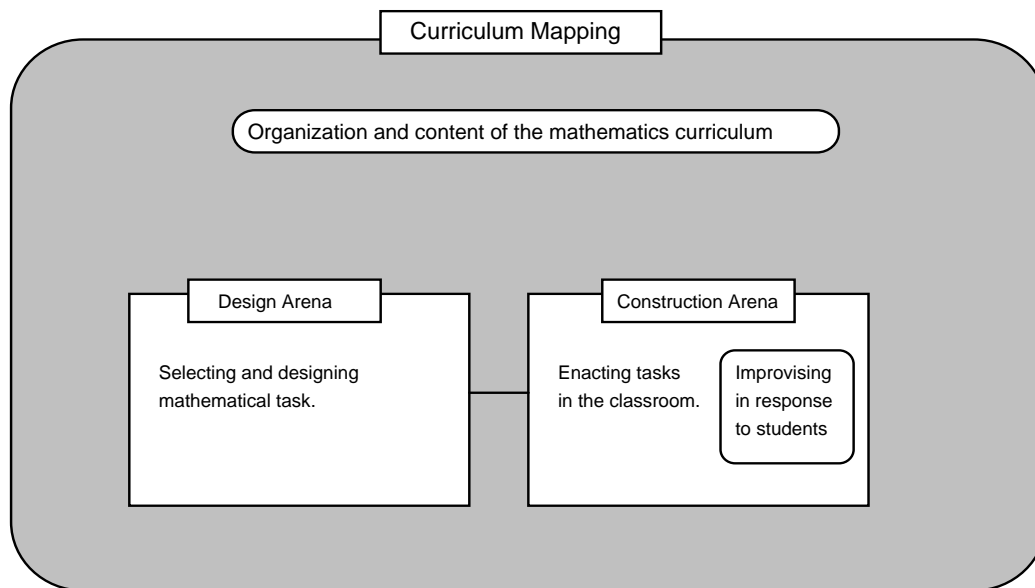 Curriculum Mapping
Organization and content of the mathematics curriculum
Design Arena
Selecting and designing
mathematical task.
Construction Arena
Enacting tasks
in the classroom.
Improvising
in response
to students